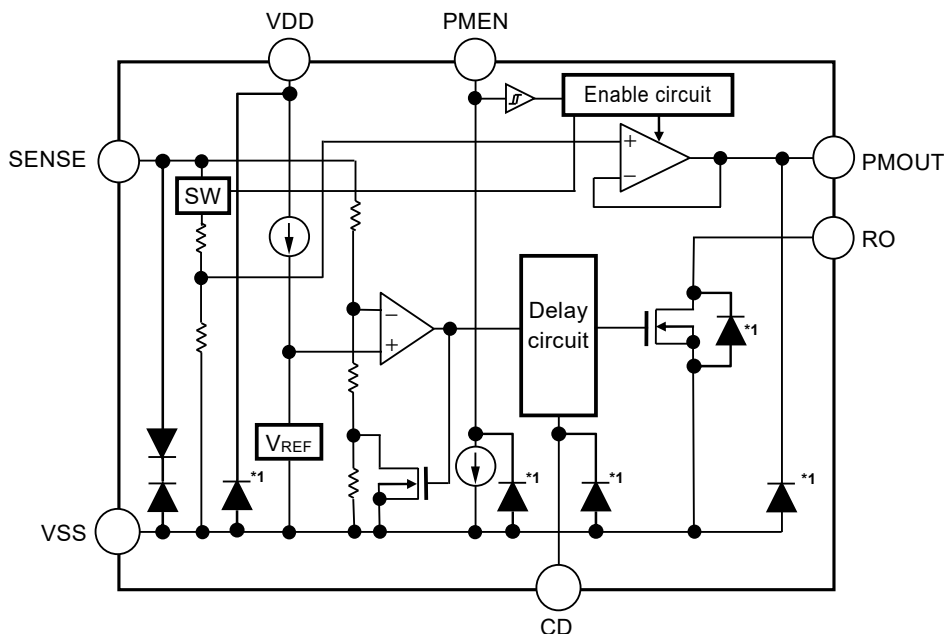 VDD
PMEN
Enable circuit
SENSE
+
−
PMOUT
SW
RO
Delay
circuit
−
+
*1
VREF
*1
*1
*1
*1
VSS
CD